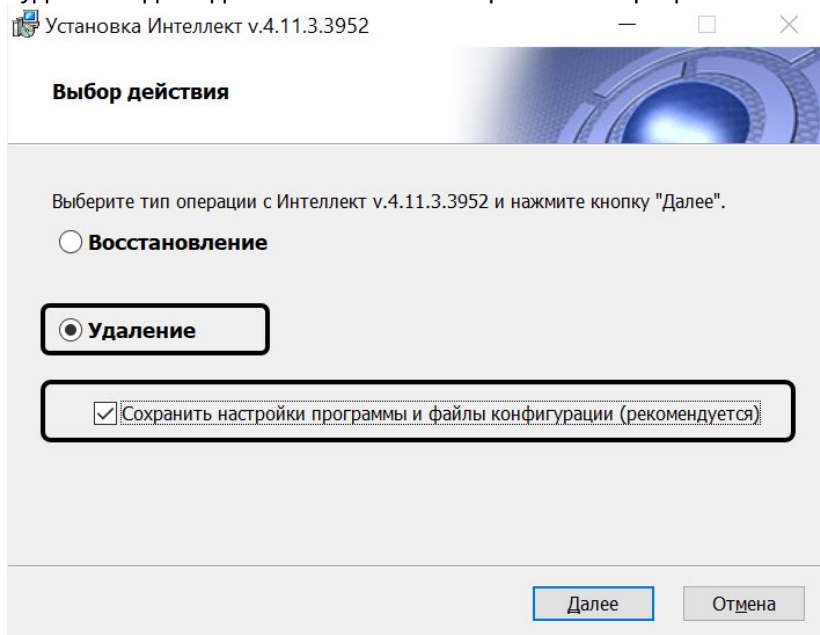 Установка Интеллект v.4.11.3.3952
Выбор действия
Выберите тип операции с Интеллект v.4.11.3.3952 и нажмите кнопку "Далее".
Восстановление
Удаление
Сохранить настройки программы и файлы конфигурации (рекомендуется)
Далее
Отмена